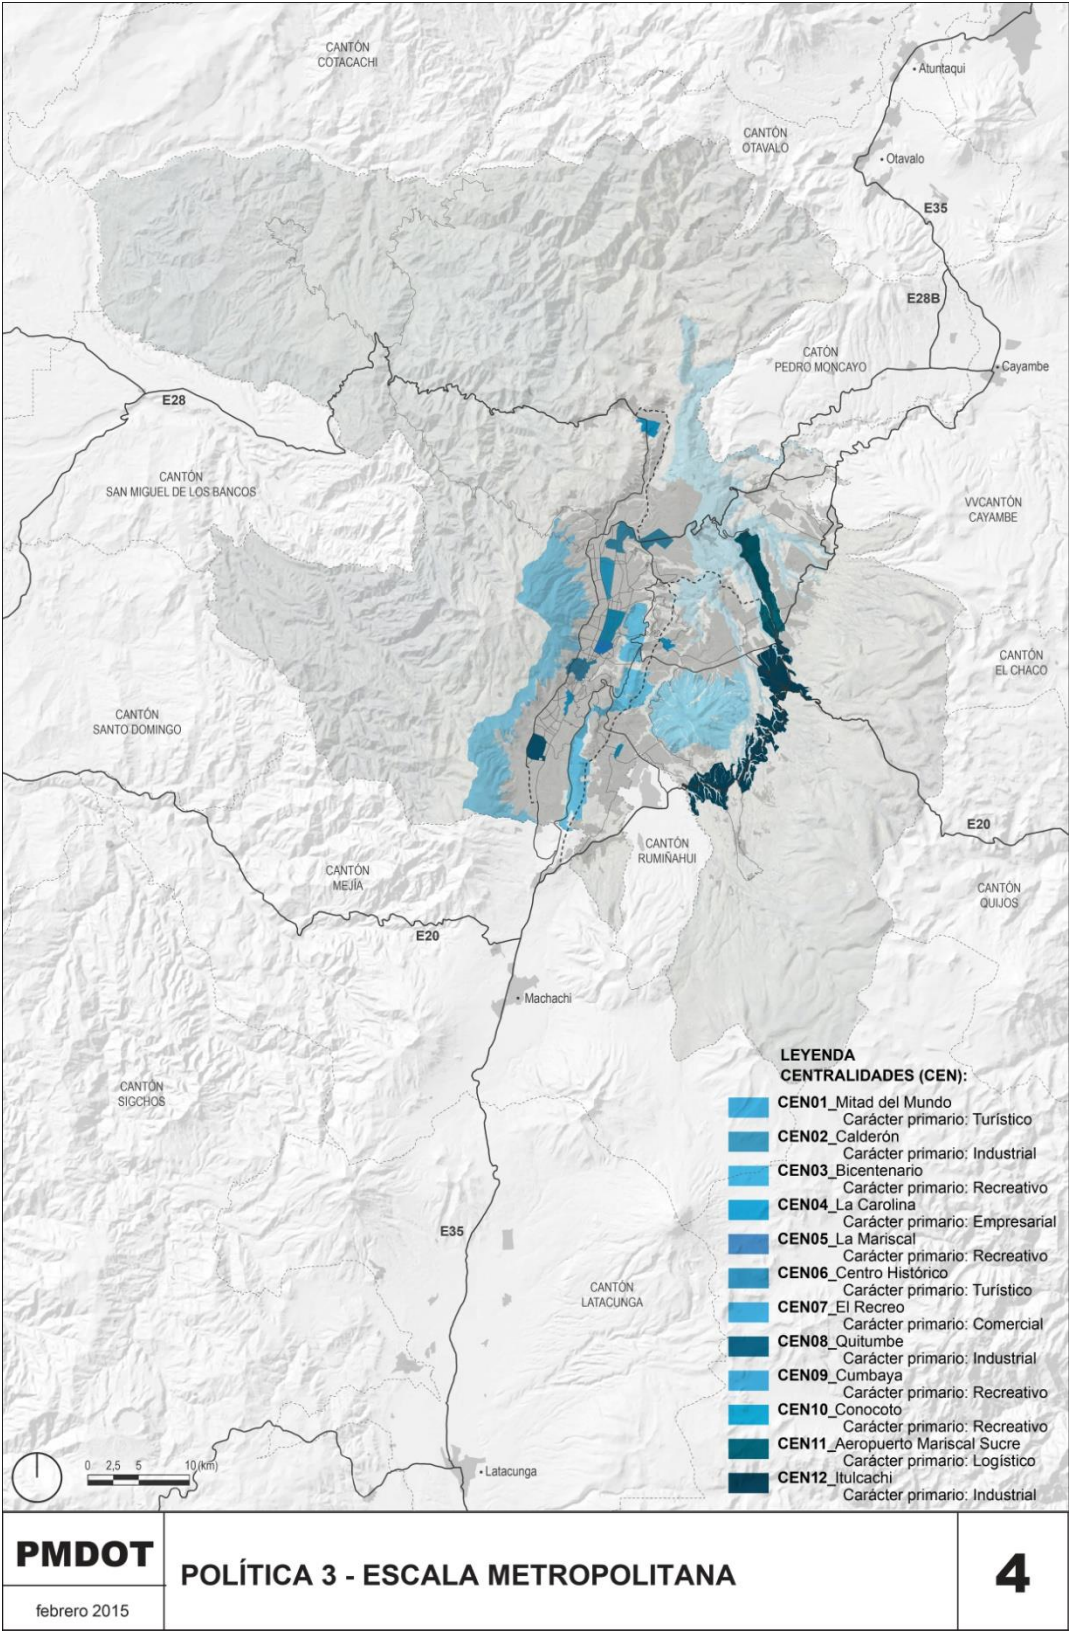 CANTÓN
COTACACHI
Atuntaqui
CANTÓN
OTAVALO
Otavalo
E35
E28B
CATÓN
PEDRO MONCAYO
Cayambe
E28
CANTÓN
SAN MIGUEL DE LOS BANCOS
VVCANTÓN
CAYAMBE
CANTÓN
EL CHACO
CANTÓN
SANTO DOMINGO
E20
CANTÓN
RUMIÑAHUI
CANTÓN
MEJÍA
CANTÓN
QUIJOS
E20
Machachi
CANTÓN
SIGCHOS
E35
CANTÓN
LATACUNGA
Latacunga
LEYENDA
CENTRALIDADES (CEN):
CEN01_Mitad del Mundo
Carácter primario: Turístico
CEN02_Calderón
Carácter primario: Industrial
CEN03_Bicentenario
Carácter primario: Recreativo
CEN04_La Carolina
Carácter primario: Empresarial
CEN05_La Mariscal
Carácter primario: Recreativo
CEN06_Centro Histórico
Carácter primario: Turístico
CEN07_El Recreo
Carácter primario: Comercial
CEN08_Quitumbe
Carácter primario: Industrial
CEN09_Cumbaya
Carácter primario: Recreativo
CEN10_Conocoto
Carácter primario: Recreativo
CEN11_Aeropuerto Mariscal Sucre
Carácter primario: Logístico
CEN12_Itulcachi
Carácter primario: Industrial
0 2,5 5 10 (km)
PMDOT
febrero 2015
POLÍTICA 3 - ESCALA METROPOLITANA
4